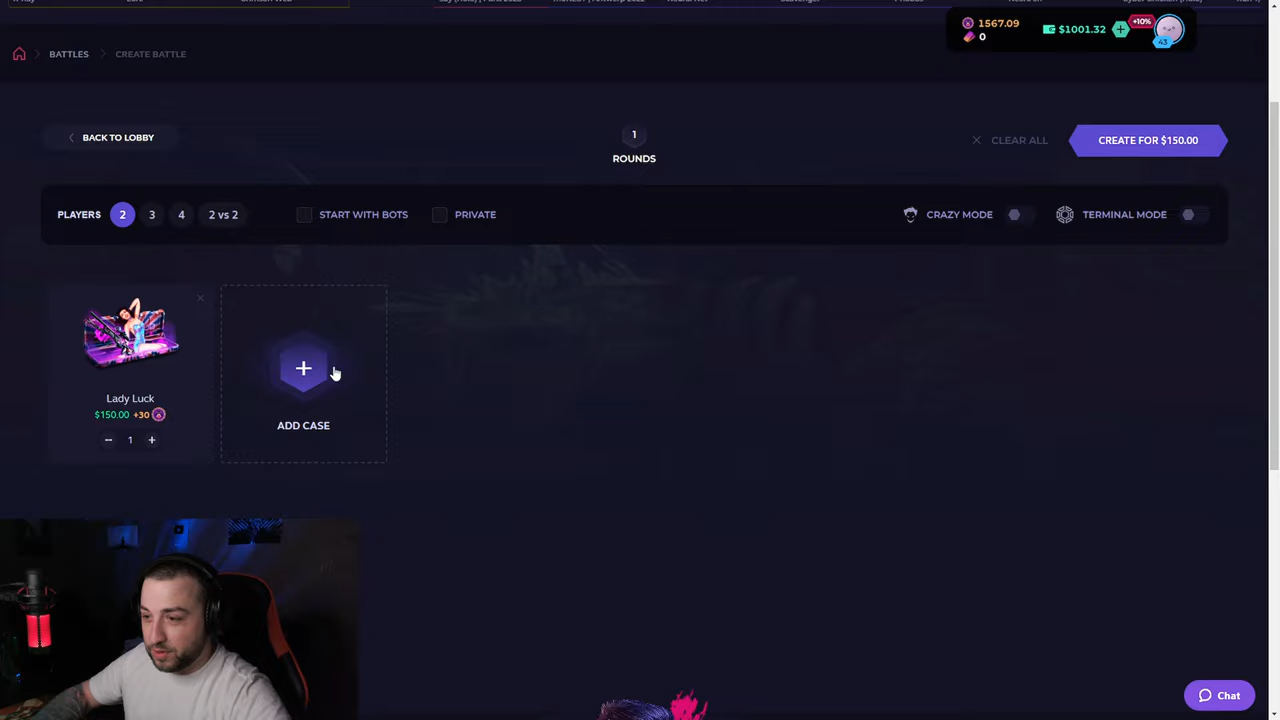 1567.09
0
$1001.32
+10%
43
BATTLES
CREATE BATTLE
BACK TO LOBBY
1
ROUNDS
CLEAR ALL
CREATE FOR $150.00
PLAYERS
2
3
4
2 vs 2
START WITH BOTS
PRIVATE
CRAZY MODE
TERMINAL MODE
Lady Luck
$150.00 +30
1
ADD CASE
Chat